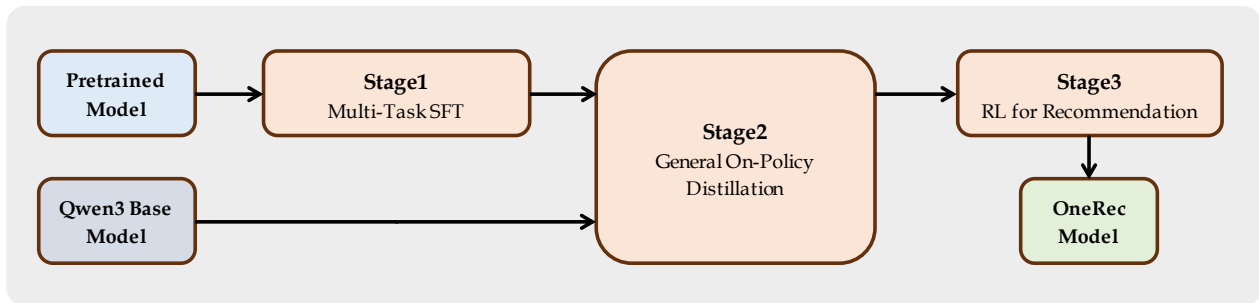 Pretrained
Model
Stage1
Multi-Task SFT
Stage2
General On-Policy
Distillation
Stage3
RL for Recommendation
Qwen3 Base
Model
OneRec
Model